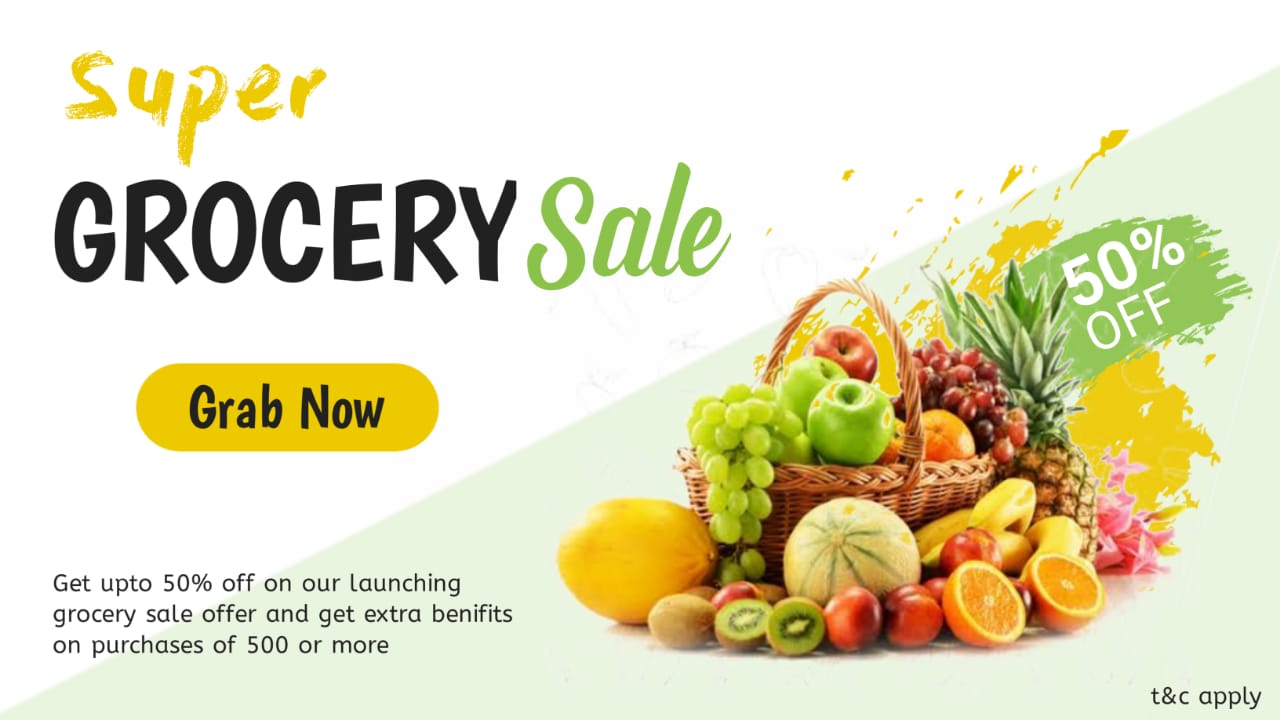 Super
GROCERY Sale
50%
OFF
Grab Now
Get upto 50% off on our launching
grocery sale offer and get extra benifits
on purchases of 500 or more
t&c apply